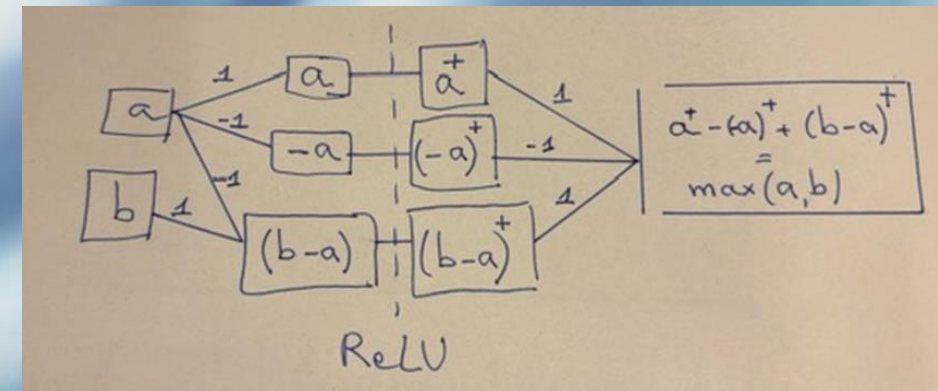 1 a a⁺ 1
a -1 -a (-a)⁺ -1 a⁺-(-a)⁺ + (b-a)⁺
=
max(a,b)
-1
b 1 (b-a) (b-a)⁺ 1
ReLU